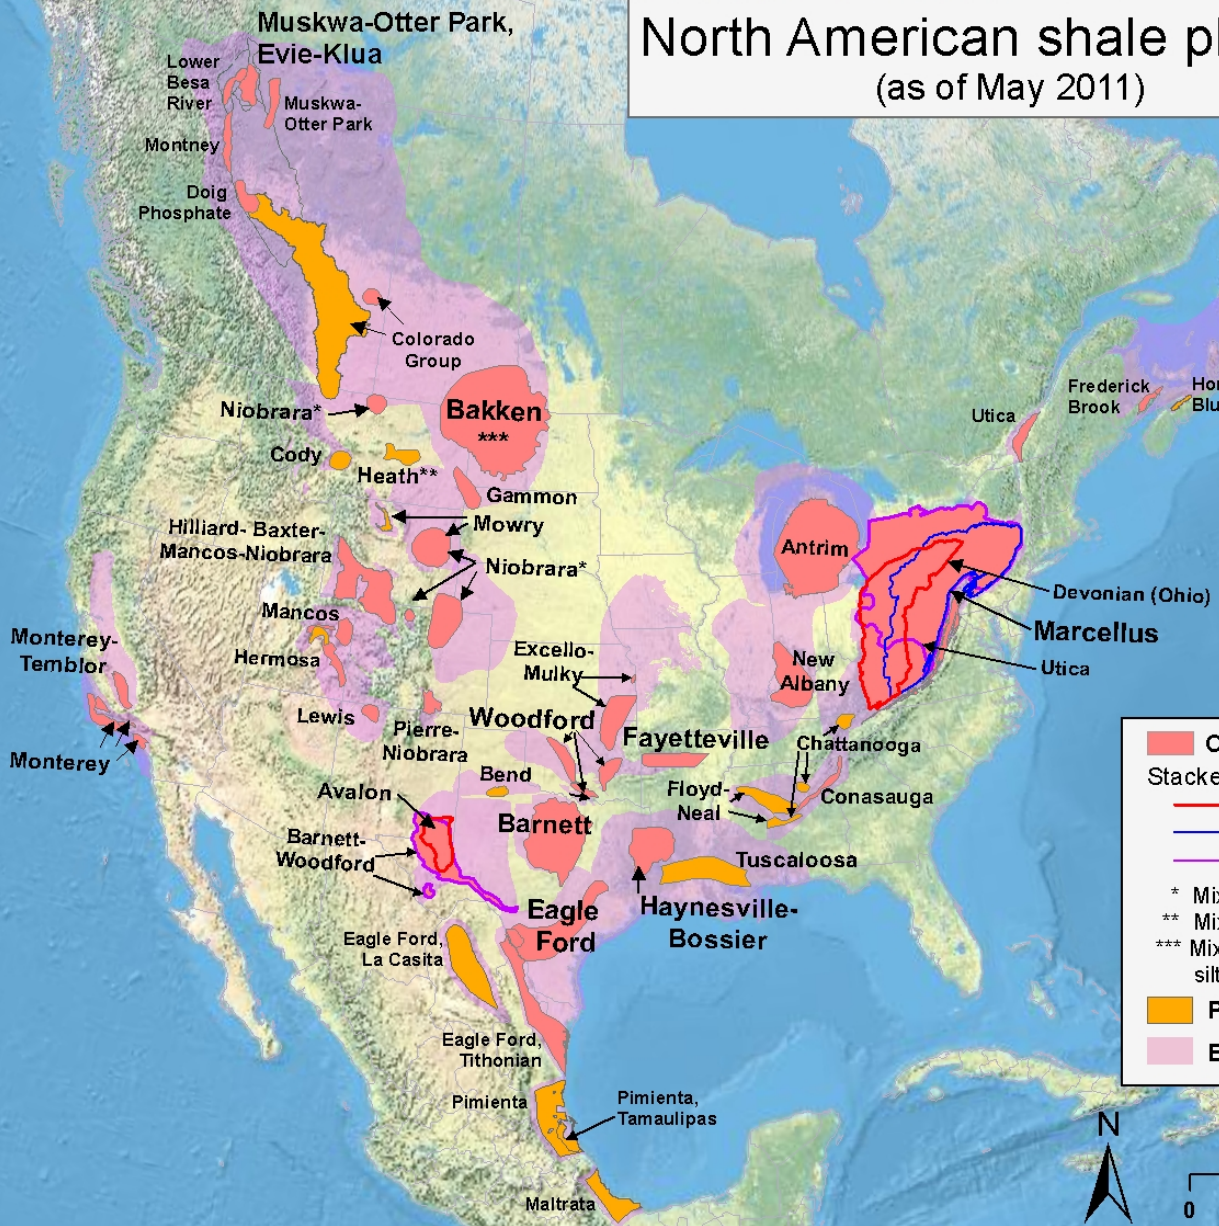 North American shale pl
(as of May 2011)
Muskwa-Otter Park,
Evie-Klua
Lower
Besa
River
Muskwa-
Otter Park
Montney
Doig
Phosphate
Colorado
Group
Niobrara*
Bakken
***
Cody
Heath**
Gammon
Mowry
Hilliard- Baxter-
Mancos-Niobrara
Niobrara*
Mancos
Hermosa
Monterey-
Temblor
Monterey
Lewis
Pierre-
Niobrara
Excello-
Mulky
Woodford
Fayetteville
Bend
Avalon
Barnett
Barnett-
Woodford
Antrim
New
Albany
Utica
Frederick
Brook
Hor
Blu
Devonian (Ohio)
Marcellus
Utica
Chattanooga
Floyd-
Neal
Conasauga
Tuscaloosa
Haynesville-
Bossier
Eagle
Ford
Eagle Ford,
La Casita
Eagle Ford,
Tithonian
Pimienta
Pimienta,
Tamaulipas
Maltrata
C
Stacke
* Mix
** Mix
*** Mix
silt
P
E
N
0